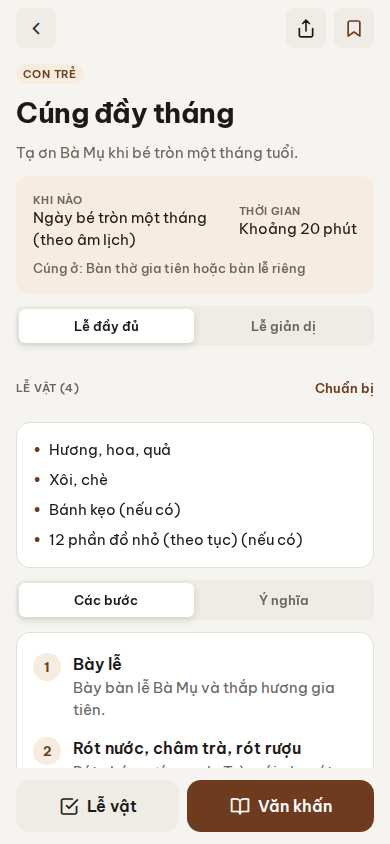 CON TRẺ
Cúng đầy tháng
Tạ ơn Bà Mụ khi bé tròn một tháng tuổi.
KHI NÀO
Ngày bé tròn một tháng
(theo âm lịch)
THỜI GIAN
Khoảng 20 phút
Cúng ở: Bàn thờ gia tiên hoặc bàn lễ riêng
Lễ đầy đủ
Lễ giản dị
LỄ VẬT (4)
Chuẩn bị
• Hương, hoa, quả
• Xôi, chè
• Bánh kẹo (nếu có)
• 12 phần đồ nhỏ (theo tục) (nếu có)
Các bước
Ý nghĩa
1 Bày lễ
Bày bàn lễ Bà Mụ và thắp hương gia
tiên.
2 Rót nước, châm trà, rót rượu
Lễ vật
Văn khấn